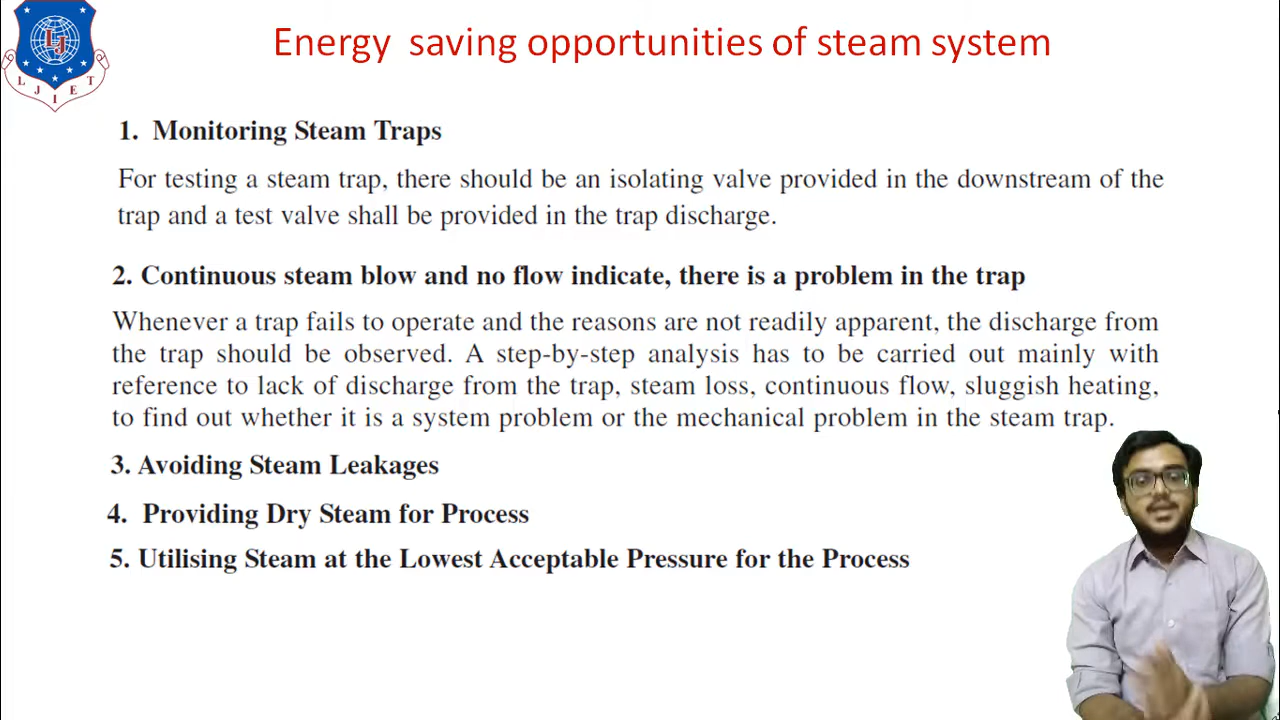 LJ
L J I E T
Energy saving opportunities of steam system
1. Monitoring Steam Traps
For testing a steam trap, there should be an isolating valve provided in the downstream of the
trap and a test valve shall be provided in the trap discharge.
2. Continuous steam blow and no flow indicate, there is a problem in the trap
Whenever a trap fails to operate and the reasons are not readily apparent, the discharge from
the trap should be observed. A step-by-step analysis has to be carried out mainly with
reference to lack of discharge from the trap, steam loss, continuous flow, sluggish heating,
to find out whether it is a system problem or the mechanical problem in the steam trap.
3. Avoiding Steam Leakages
4. Providing Dry Steam for Process
5. Utilising Steam at the Lowest Acceptable Pressure for the Process